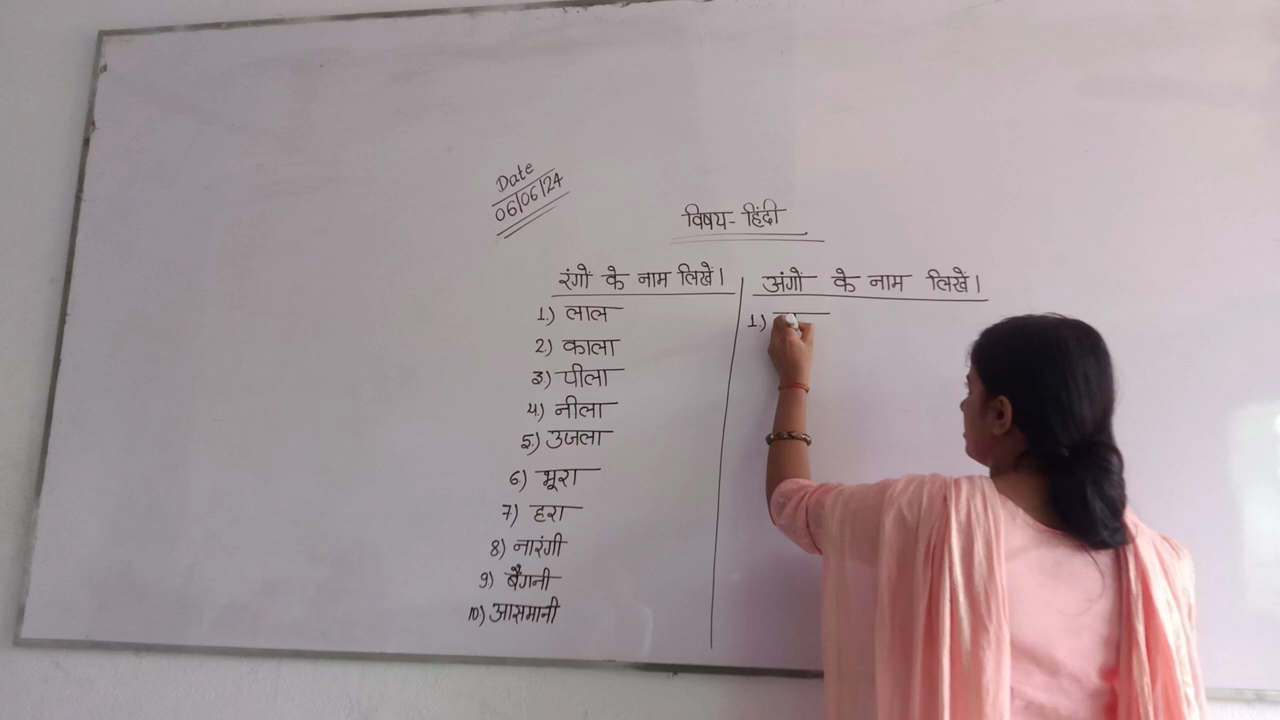 Date
06/06/24
विषय- हिंदी
रंगों के नाम लिखें।
1.) लाल
2.) काला
3.) पीला
4.) नीला
5) उजला
6.) भूरा
7) हरा
8.) नारंगी
9.) बैंगनी
10.) आसमानी
अंगों के नाम लिखें।
1.)